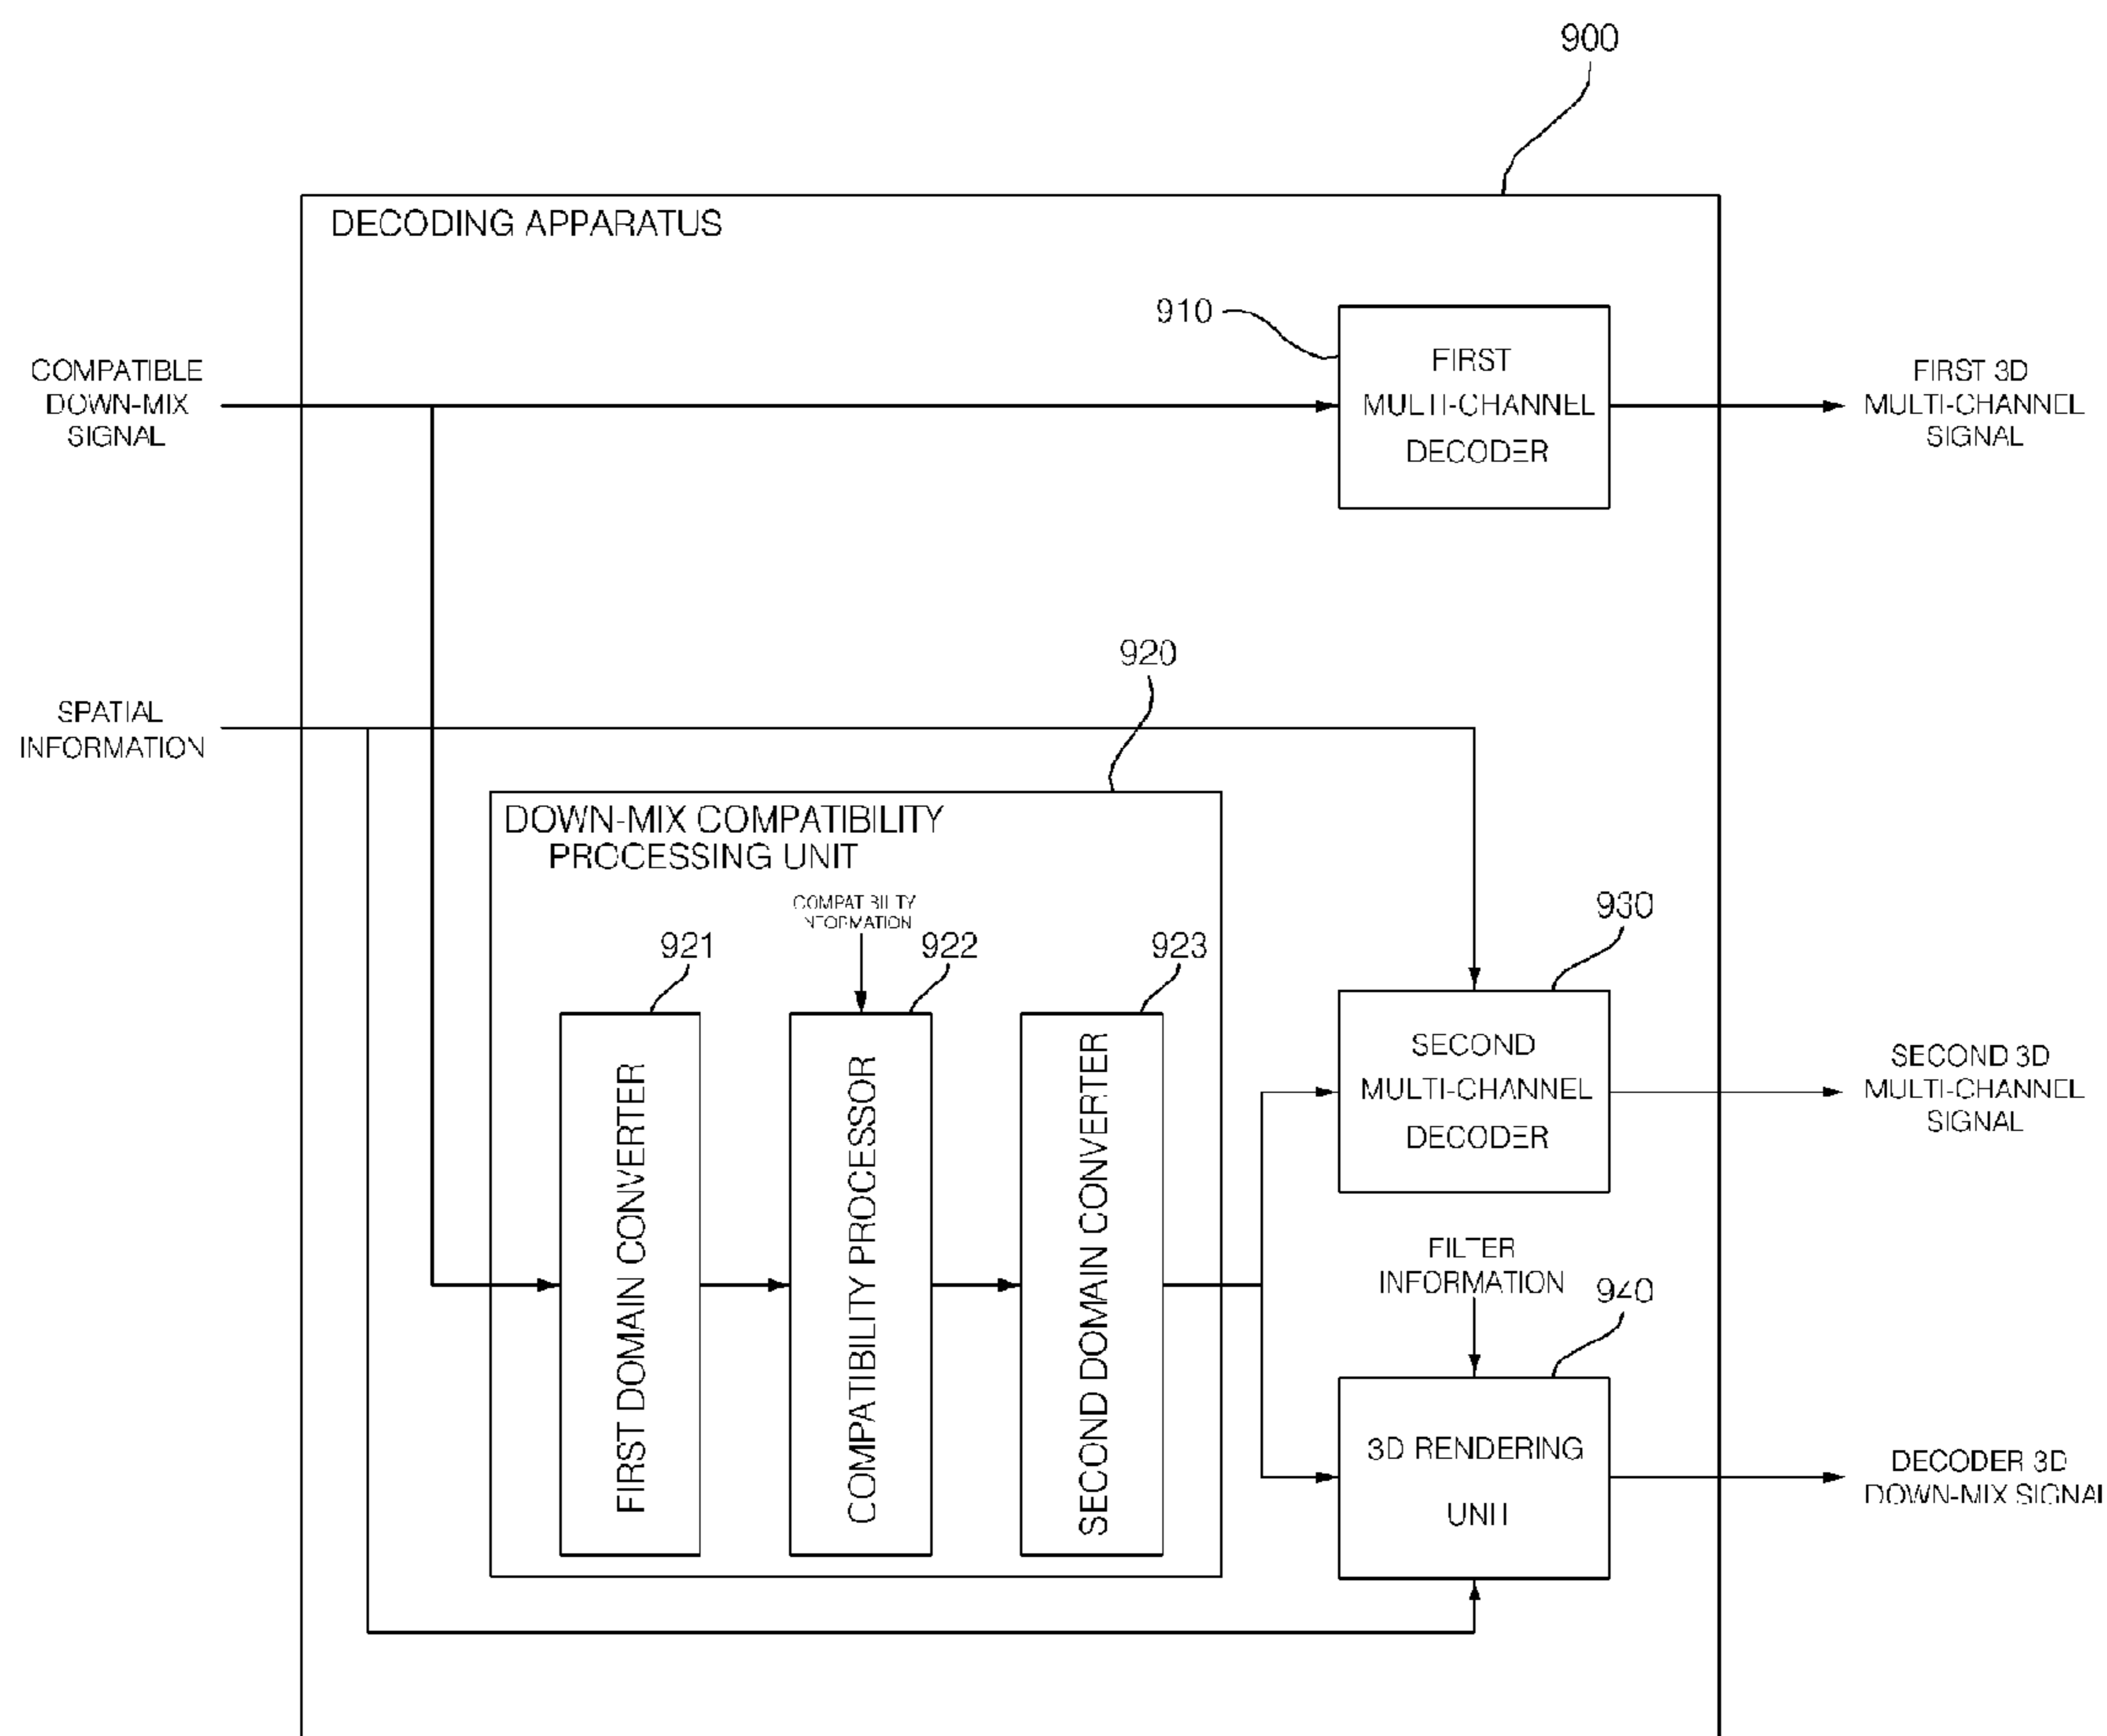 900
DECODING APPARATUS
910
FIRST
MULTI-CHANNEL
DECODER
COMPATIBLE
DOWN-MIX
SIGNAL
FIRST 3D
MULTI-CHANNEL
SIGNAL
920
SPATIAL
INFORMATION
DOWN-MIX COMPATIBILITY
PROCESSING UNIT
COMPATIBILITY
INFORMATION
921
922
923
FIRST DOMAIN CONVERTER
COMPATIBILITY PROCESSOR
SECOND DOMAIN CONVERTER
930
SECOND
MULTI-CHANNEL
DECODER
SECOND 3D
MULTI-CHANNEL
SIGNAL
FILTER
INFORMATION
940
3D RENDERING
UNIT
DECODER 3D
DOWN-MIX SIGNAL